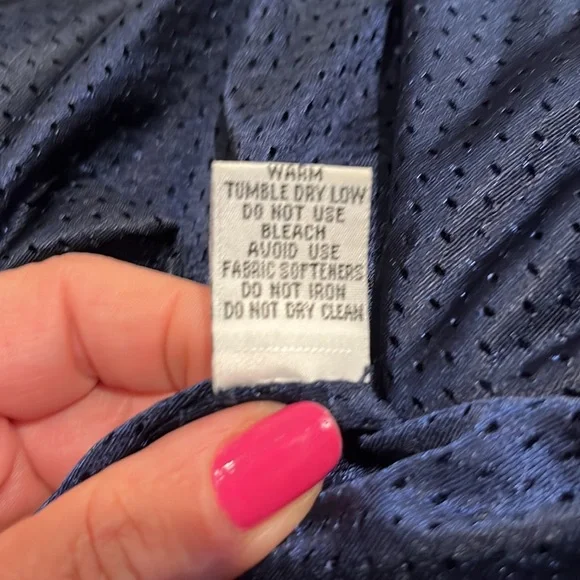 WARM
TUMBLE DRY LOW
DO NOT USE
BLEACH
AVOID USE
FABRIC SOFTENERS
DO NOT IRON
DO NOT DRY CLEAN